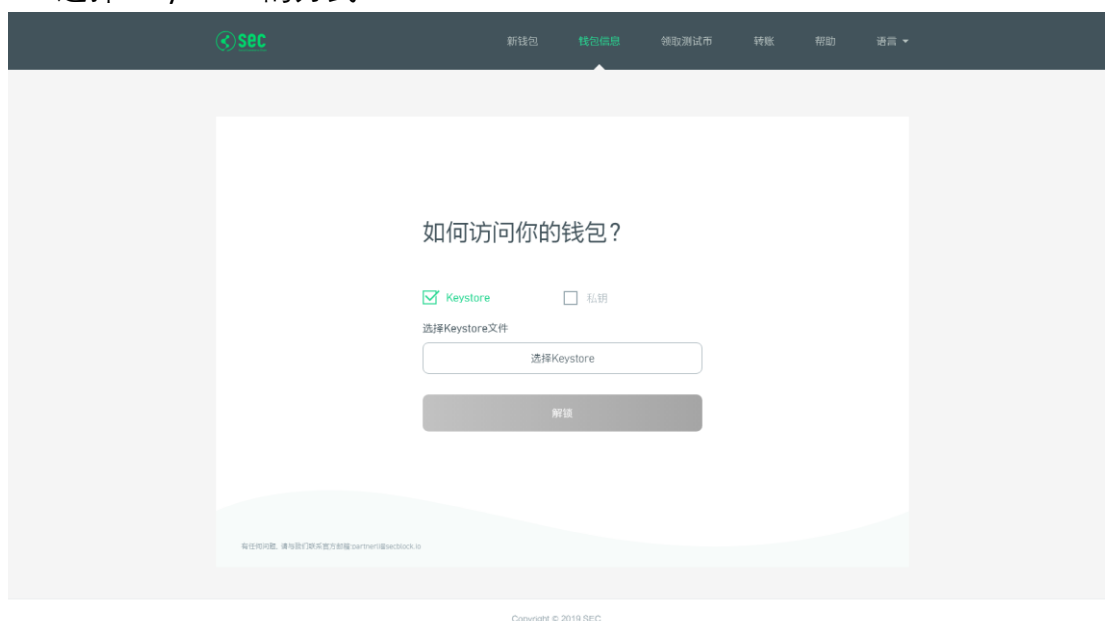 sec 新钱包 钱包信息 领取测试币 转账 帮助 语言
如何访问你的钱包?
Keystore 私钥
选择Keystore文件
选择Keystore
解锁
Copyright © 2019 SEC